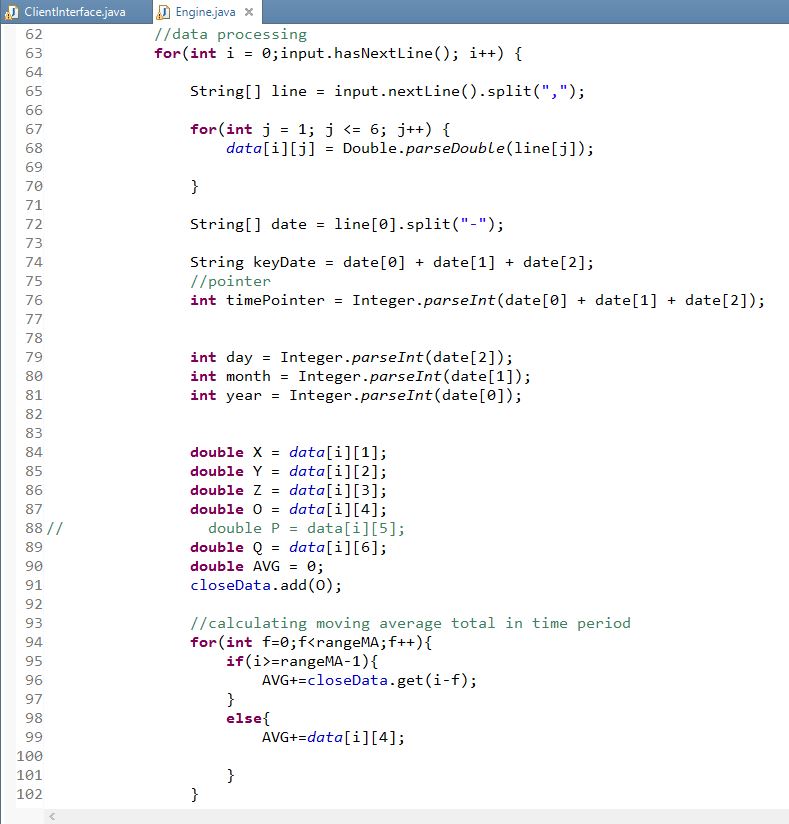 ClientInterface.java Engine.java
62 //data processing
63 for(int i = 0;input.hasNextLine(); i++) {
64
65 String[] line = input.nextLine().split(",");
66
67 for(int j = 1; j <= 6; j++) {
68 data[i][j] = Double.parseDouble(line[j]);
69
70 }
71
72 String[] date = line[0].split("-");
73
74 String keyDate = date[0] + date[1] + date[2];
75 //pointer
76 int timePointer = Integer.parseInt(date[0] + date[1] + date[2]);
77
78
79 int day = Integer.parseInt(date[2]);
80 int month = Integer.parseInt(date[1]);
81 int year = Integer.parseInt(date[0]);
82
83
84 double X = data[i][1];
85 double Y = data[i][2];
86 double Z = data[i][3];
87 double O = data[i][4];
88 // double P = data[i][5];
89 double Q = data[i][6];
90 double AVG = 0;
91 closeData.add(O);
92
93 //calculating moving average total in time period
94 for(int f=0;f<rangeMA;f++){
95 if(i>=rangeMA-1){
96 AVG+=closeData.get(i-f);
97 }
98 else{
99 AVG+=data[i][4];
100
101 }
102 }